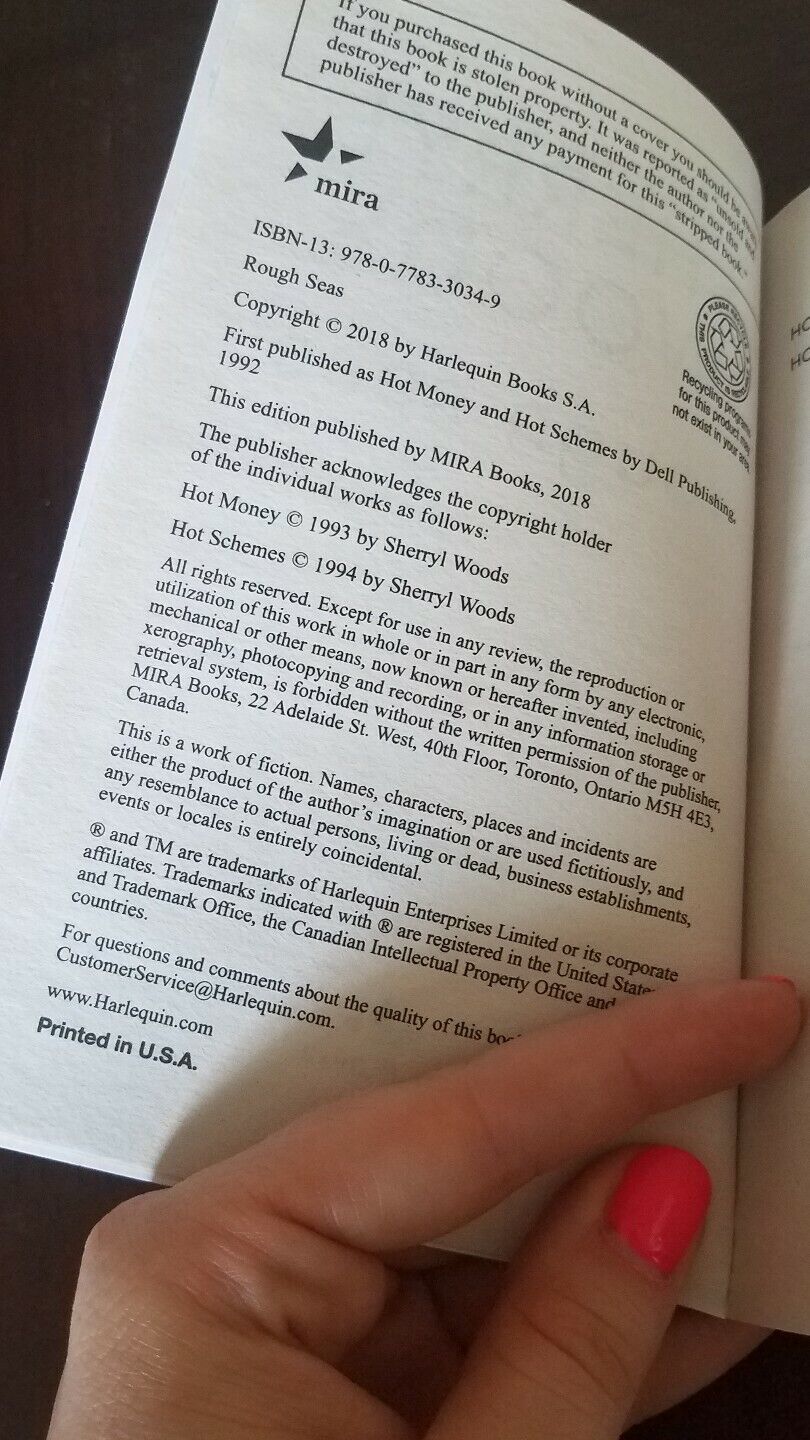 If you purchased this book without a cover you should be aware
that this book is stolen property. It was reported as "unsold and
destroyed" to the publisher, and neither the author nor the
publisher has received any payment for this "stripped book."
mira
ISBN-13: 978-0-7783-3034-9
Rough Seas
Copyright © 2018 by Harlequin Books S.A.
First published as Hot Money and Hot Schemes by Dell Publishing,
1992
This edition published by MIRA Books, 2018
The publisher acknowledges the copyright holder
of the individual works as follows:
Hot Money © 1993 by Sherryl Woods
Hot Schemes © 1994 by Sherryl Woods
All rights reserved. Except for use in any review, the reproduction or
utilization of this work in whole or in part in any form by any electronic,
mechanical or other means, now known or hereafter invented, including
xerography, photocopying and recording, or in any information storage or
retrieval system, is forbidden without the written permission of the publisher,
MIRA Books, 22 Adelaide St. West, 40th Floor, Toronto, Ontario M5H 4E3,
Canada.
This is a work of fiction. Names, characters, places and incidents are
either the product of the author's imagination or are used fictitiously, and
any resemblance to actual persons, living or dead, business establishments,
events or locales is entirely coincidental.
® and TM are trademarks of Harlequin Enterprises Limited or its corporate
affiliates. Trademarks indicated with ® are registered in the United States
and Trademark Office, the Canadian Intellectual Property Office and
countries.
For questions and comments about the quality of this
CustomerService@Harlequin.com.
www.Harlequin.com
Printed in U.S.A.
PLEASE RECYCLE
THIS PRODUCT IS
Recycling programs
for this product may
not exist in your area.
HO
HO